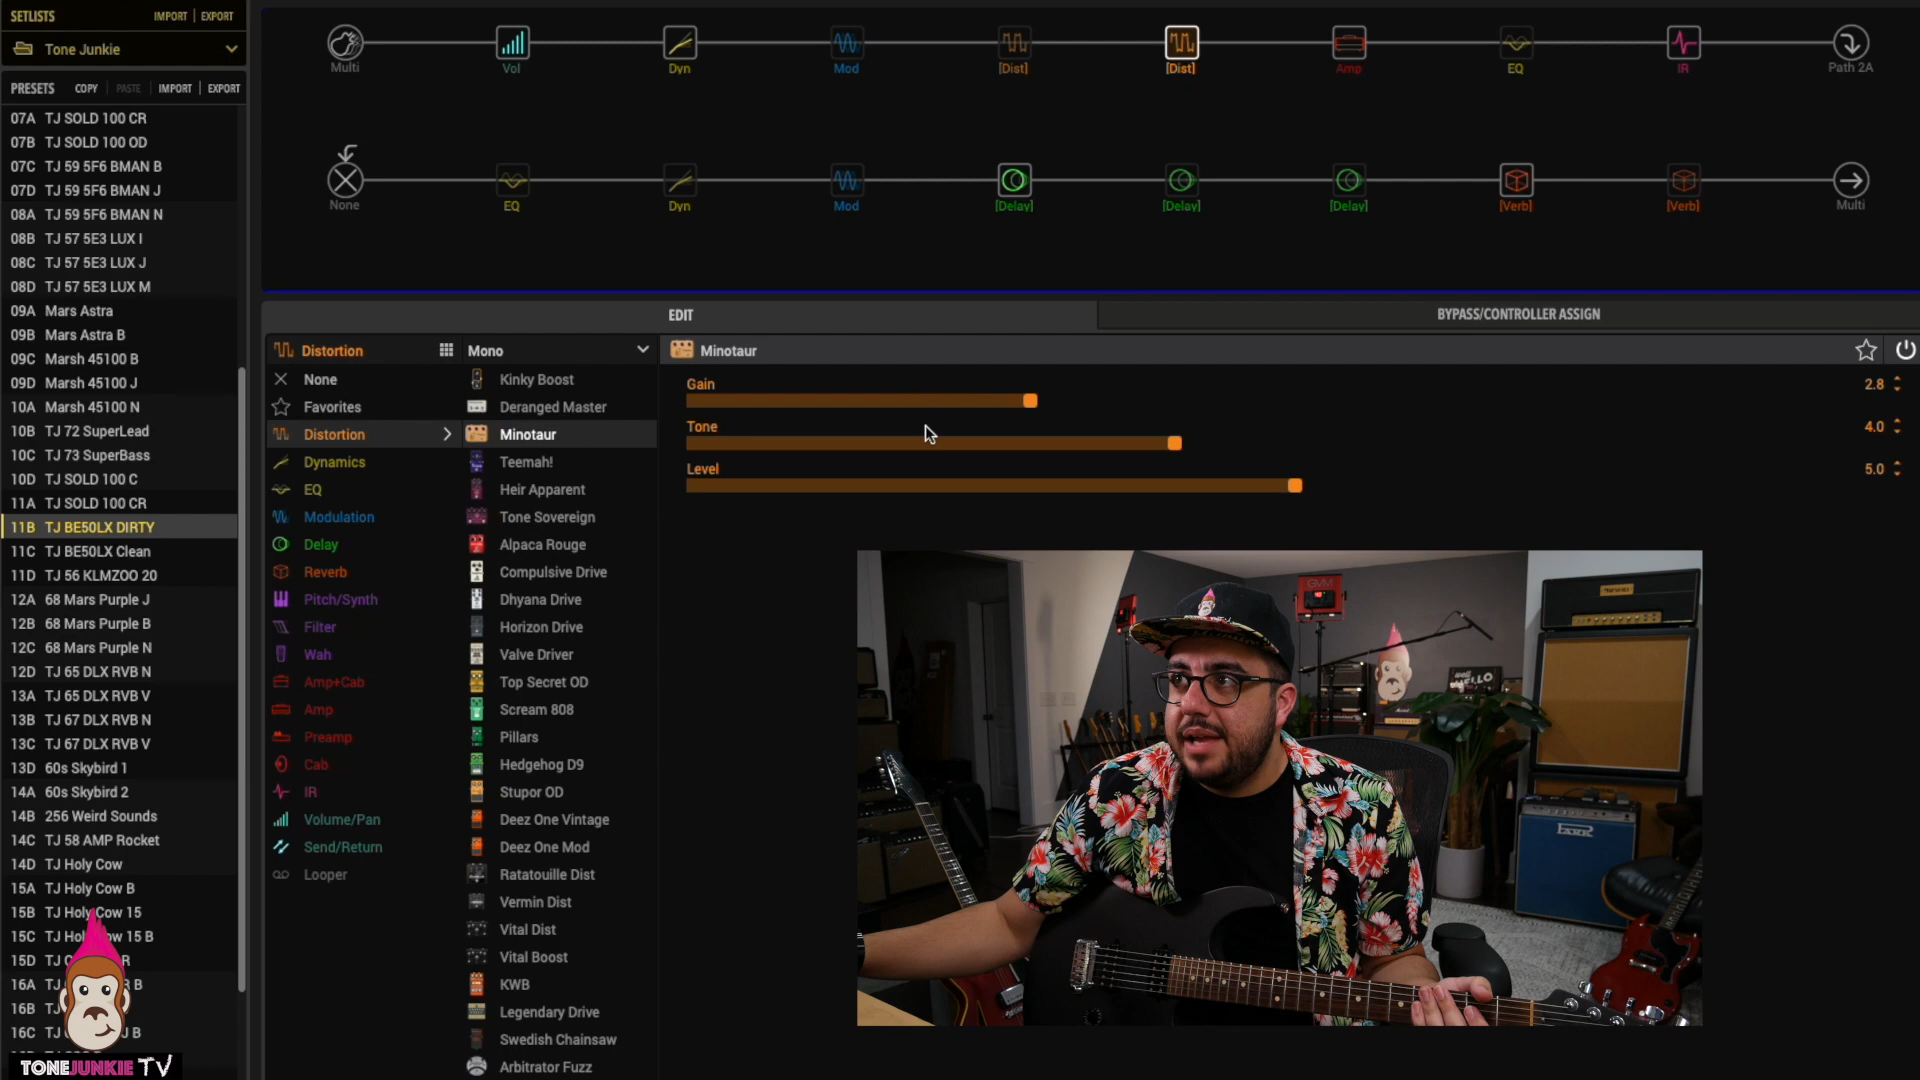 SETLISTS IMPORT EXPORT
Tone Junkie
PRESETS COPY PASTE IMPORT EXPORT
07A TJ SOLD 100 CR
07B TJ SOLD 100 OD
07C TJ 59 5F6 BMAN B
07D TJ 59 5F6 BMAN J
08A TJ 59 5F6 BMAN N
08B TJ 57 5E3 LUX I
08C TJ 57 5E3 LUX J
08D TJ 57 5E3 LUX M
09A Mars Astra
09B Mars Astra B
09C Marsh 45100 B
09D Marsh 45100 J
10A Marsh 45100 N
10B TJ 72 SuperLead
10C TJ 73 SuperBass
10D TJ SOLD 100 C
11A TJ SOLD 100 CR
11B TJ BE50LX DIRTY
11C TJ BE50LX Clean
11D TJ 56 KLMZOO 20
12A 68 Mars Purple J
12B 68 Mars Purple B
12C 68 Mars Purple N
12D TJ 65 DLX RVB N
13A TJ 65 DLX RVB V
13B TJ 67 DLX RVB N
13C TJ 67 DLX RVB V
13D 60s Skybird 1
14A 60s Skybird 2
14B 256 Weird Sounds
14C TJ 58 AMP Rocket
14D TJ Holy Cow
15A TJ Holy Cow B
15B TJ Holy Cow 15
15C TJ Holy Cow 15 B
15D TJ
16A
16B
16C
TONEJUNKIE TV
Multi Vol Dyn Mod [Dist] [Dist] Amp EQ IR Path 2A
None EQ Dyn Mod [Delay] [Delay] [Delay] [Verb] [Verb] Multi
EDIT BYPASS/CONTROLLER ASSIGN
Distortion
None
Favorites
Distortion
Dynamics
EQ
Modulation
Delay
Reverb
Pitch/Synth
Filter
Wah
Amp+Cab
Amp
Preamp
Cab
IR
Volume/Pan
Send/Return
Looper
Mono
Kinky Boost
Deranged Master
Minotaur
Teemah!
Heir Apparent
Tone Sovereign
Alpaca Rouge
Compulsive Drive
Dhyana Drive
Horizon Drive
Valve Driver
Top Secret OD
Scream 808
Pillars
Hedgehog D9
Stupor OD
Deez One Vintage
Deez One Mod
Ratatouille Dist
Vermin Dist
Vital Dist
Vital Boost
KWB
Legendary Drive
Swedish Chainsaw
Arbitrator Fuzz
Minotaur
Gain 2.8
Tone 4.0
Level 5.0
GVM
HELLO